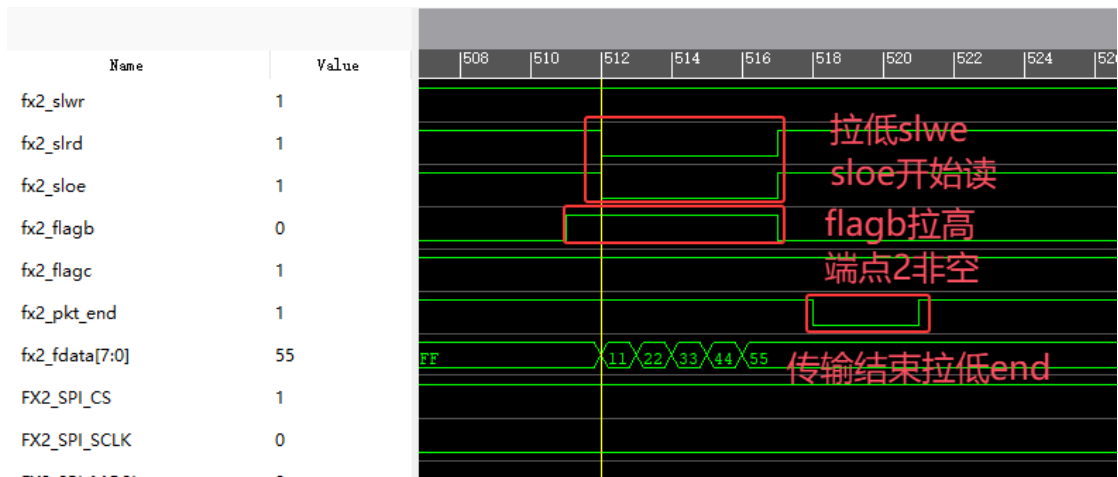 Name Value
508 510 512 514 516 518 520 522 524
fx2_slwr 1
拉低slwe
fx2_slrd 1
sloe开始读
fx2_sloe 1
flagb拉高
fx2_flagb 0
端点2非空
fx2_flagc 1
fx2_pkt_end 1
fx2_fdata[7:0] 55 FF 11 22 33 44 55
传输结束拉低end
FX2_SPI_CS 1
FX2_SPI_SCLK 0